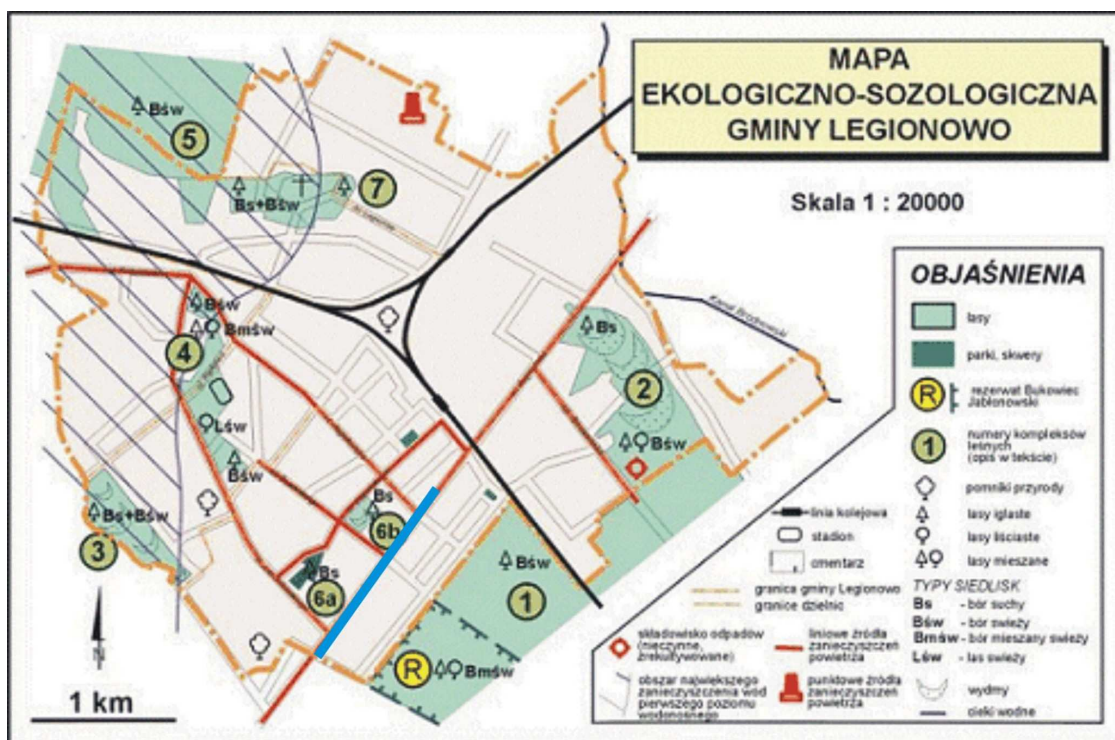 MAPA
EKOLOGICZNO-SOZOLOGICZNA
GMINY LEGIONOWO
Skala 1 : 20000
Bśw
5
Bs+Bśw
7
Kanał Bródnowski
Bśw
Bmśw
4
Bs
2
Bśw
Lśw
Bśw
Bs
6b
Bs+Bśw
3
Bs
6a
Bśw
1
R
Bmśw
N
1 km
OBJAŚNIENIA
lasy
parki, skwery
R
rezerwat Bukowiec
Jabłonowski
1
numery kompleksów
leśnych
(opis w tekście)
pomniki przyrody
lasy iglaste
lasy liściaste
lasy mieszane
TYPY SIEDLISK
Bs - bór suchy
Bśw - bór świeży
Bmśw - bór mieszany świeży
Lśw - las świeży
wydmy
cieki wodne
linia kolejowa
stadion
cmentarz
granica gminy Legionowo
granice dzielnic
składowisko odpadów
(nieczynne,
zrekultywowane)
liniowe źródła
zanieczyszczeń
powietrza
obszar największego
zanieczyszczenia wód
pierwszego poziomu
wodonośnego
punktowe źródła
zanieczyszczeń
powietrza